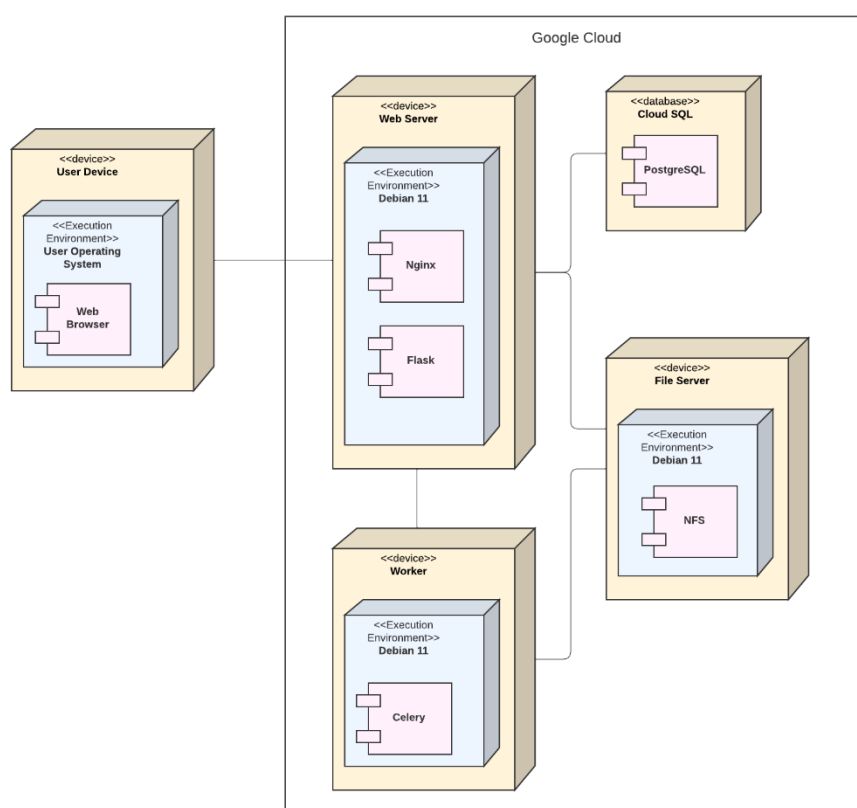 Google Cloud
<<device>>
User Device
<<Execution
Environment>>
User Operating
System
Web
Browser
<<device>>
Web Server
<<Execution
Environment>>
Debian 11
Nginx
Flask
<<database>>
Cloud SQL
PostgreSQL
<<device>>
File Server
<<Execution
Environment>>
Debian 11
NFS
<<device>>
Worker
<<Execution
Environment>>
Debian 11
Celery